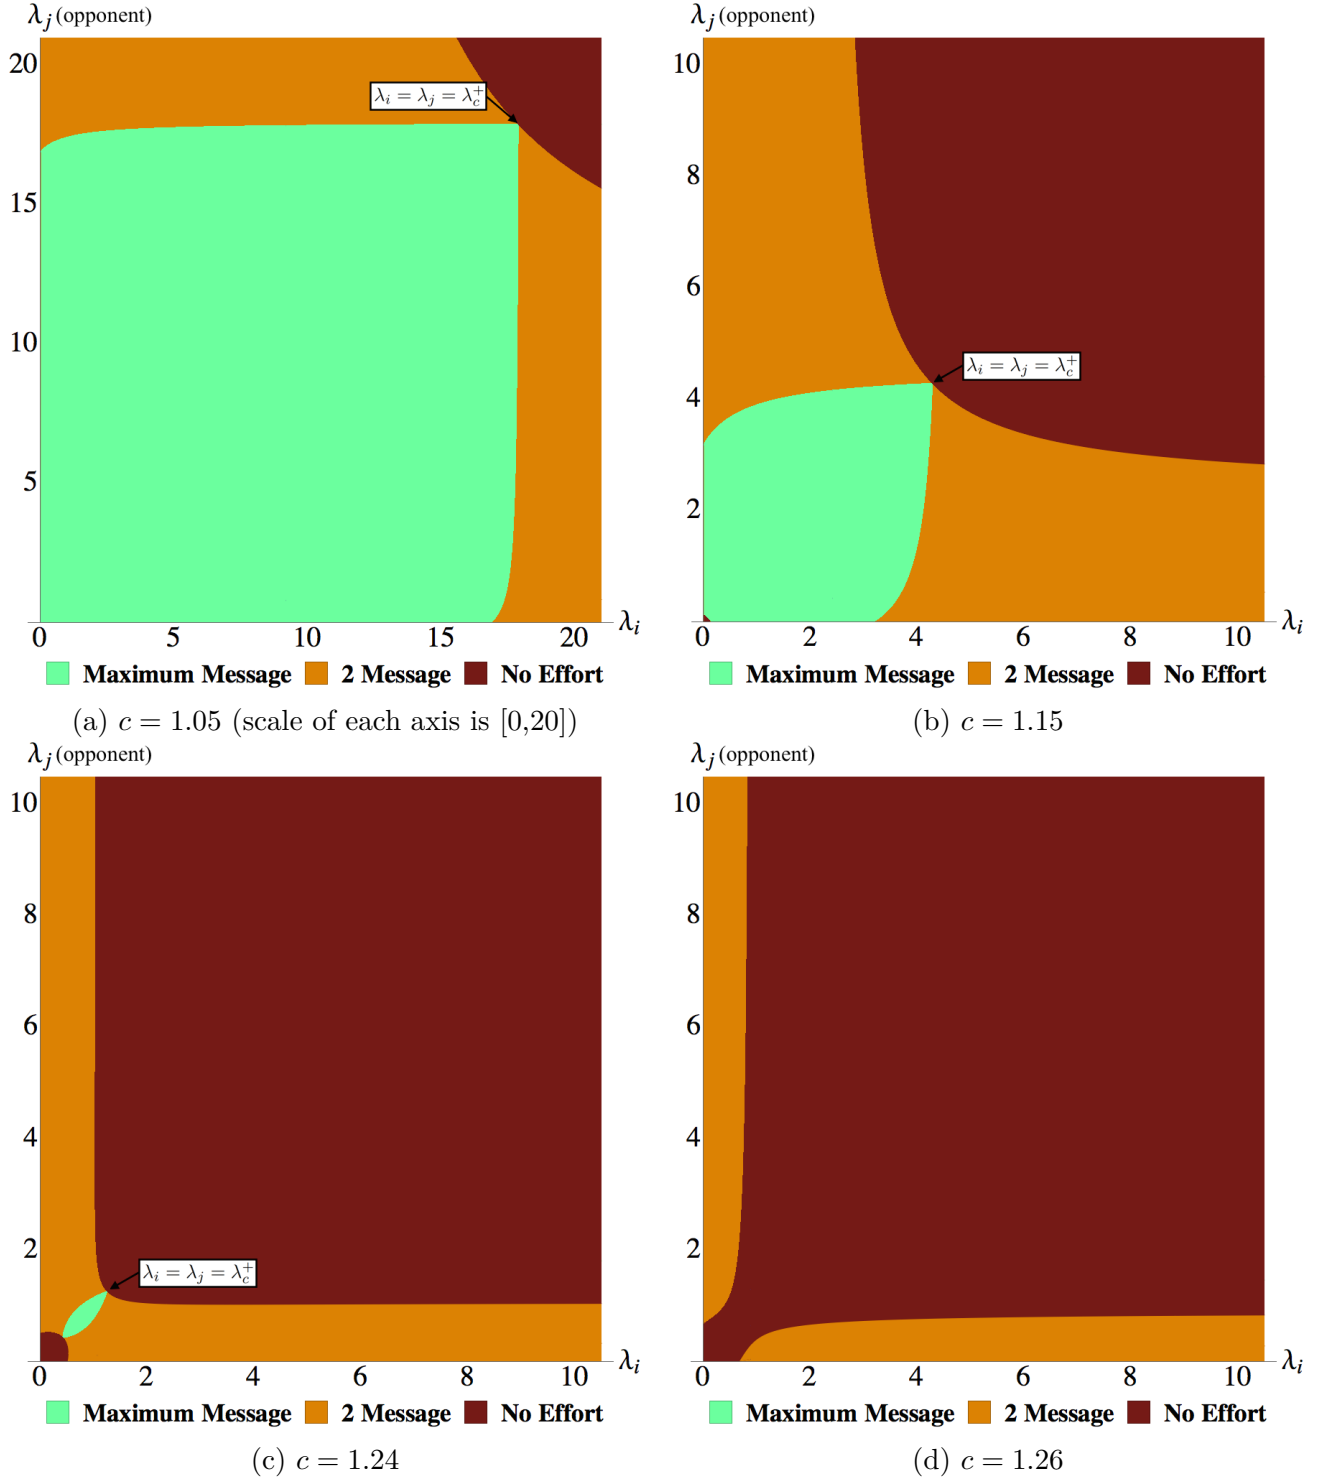 λj (opponent)
20
15
10
5
0 5 10 15 20 λi
λi = λj = λc+
Maximum Message 2 Message No Effort
(a) c = 1.05 (scale of each axis is [0,20])
λj (opponent)
10
8
6
4
2
0 2 4 6 8 10 λi
λi = λj = λc+
Maximum Message 2 Message No Effort
(b) c = 1.15
λj (opponent)
10
8
6
4
2
0 2 4 6 8 10 λi
λi = λj = λc+
Maximum Message 2 Message No Effort
(c) c = 1.24
λj (opponent)
10
8
6
4
2
0 2 4 6 8 10 λi
Maximum Message 2 Message No Effort
(d) c = 1.26